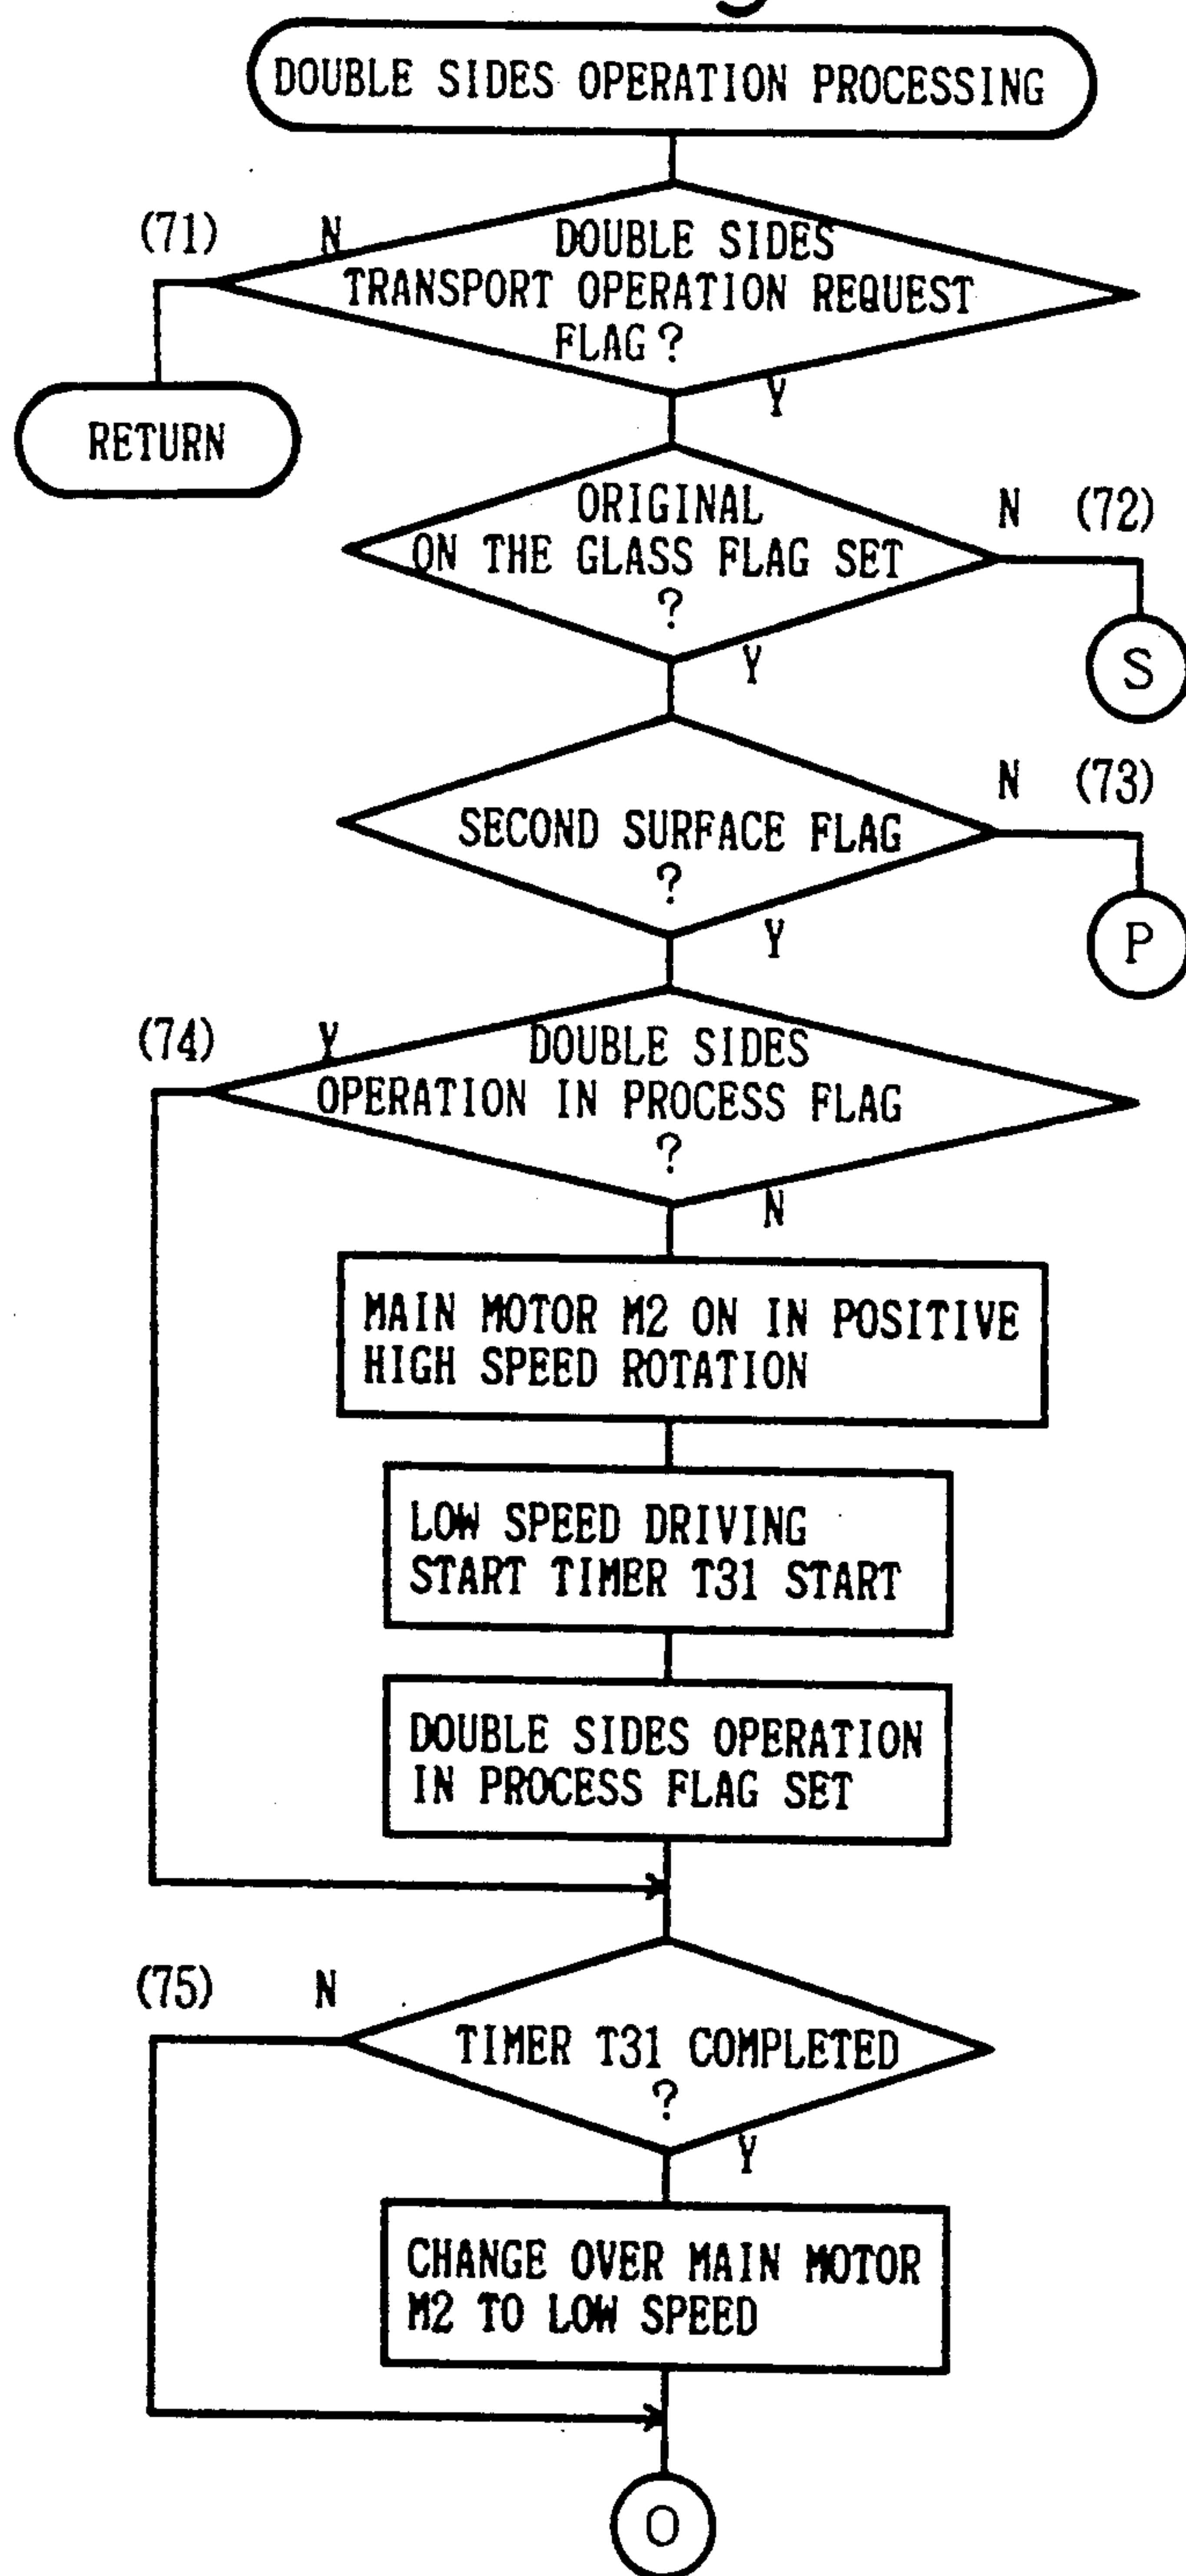 DOUBLE SIDES OPERATION PROCESSING
(71) N
DOUBLE SIDES
TRANSPORT OPERATION REQUEST
FLAG?
Y
RETURN
ORIGINAL
ON THE GLASS FLAG SET
?
N (72)
Y
S
SECOND SURFACE FLAG
?
N (73)
Y
P
(74) Y
DOUBLE SIDES
OPERATION IN PROCESS FLAG
?
N
MAIN MOTOR M2 ON IN POSITIVE
HIGH SPEED ROTATION
LOW SPEED DRIVING
START TIMER T31 START
DOUBLE SIDES OPERATION
IN PROCESS FLAG SET
(75) N
TIMER T31 COMPLETED
?
Y
CHANGE OVER MAIN MOTOR
M2 TO LOW SPEED
O